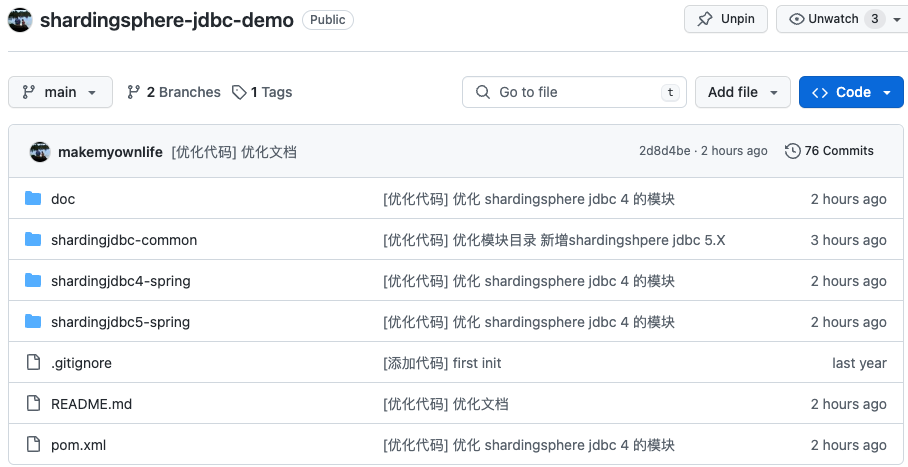 shardingsphere-jdbc-demo Public Unpin Unwatch 3
main 2 Branches 1 Tags Go to file t Add file Code
makemyownlife [优化代码] 优化文档 2d8d4be · 2 hours ago 76 Commits
doc [优化代码] 优化 shardingsphere jdbc 4 的模块 2 hours ago
shardingjdbc-common [优化代码] 优化模块目录 新增shardingshpere jdbc 5.X 3 hours ago
shardingjdbc4-spring [优化代码] 优化 shardingsphere jdbc 4 的模块 2 hours ago
shardingjdbc5-spring [优化代码] 优化 shardingsphere jdbc 4 的模块 2 hours ago
.gitignore [添加代码] first init last year
README.md [优化代码] 优化文档 2 hours ago
pom.xml [优化代码] 优化 shardingsphere jdbc 4 的模块 2 hours ago